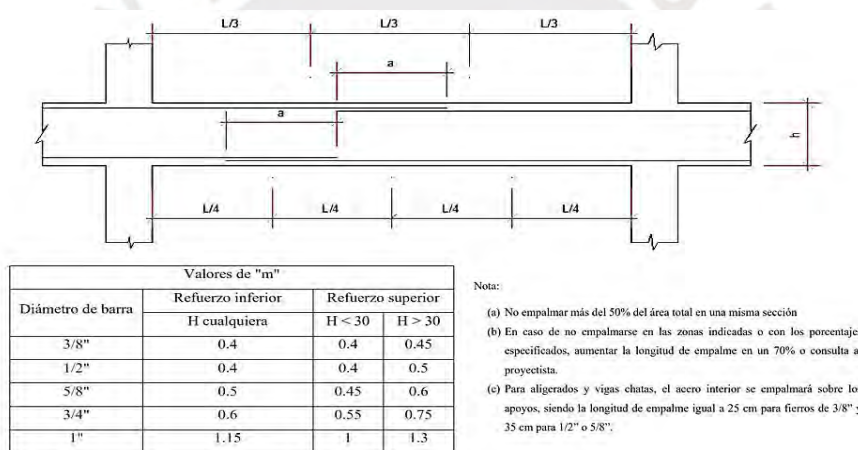 L/3 L/3 L/3
a
a
h
L/4 L/4 L/4 L/4
Valores de "m"
Diámetro de barra Refuerzo inferior Refuerzo superior
H cualquiera H < 30 H > 30
3/8" 0.4 0.4 0.45
1/2" 0.4 0.4 0.5
5/8" 0.5 0.45 0.6
3/4" 0.6 0.55 0.75
1" 1.15 1 1.3
Nota:
(a) No empalmar más del 50% del área total en una misma sección
(b) En caso de no empalmarse en las zonas indicadas o con los porcentaje
especificados, aumentar la longitud de empalme en un 70% o consulta a
proyectista.
(c) Para aligerados y vigas chatas, el acero interior se empalmará sobre lo
apoyos, siendo la longitud de empalme igual a 25 cm para fierros de 3/8" y
35 cm para 1/2" o 5/8".